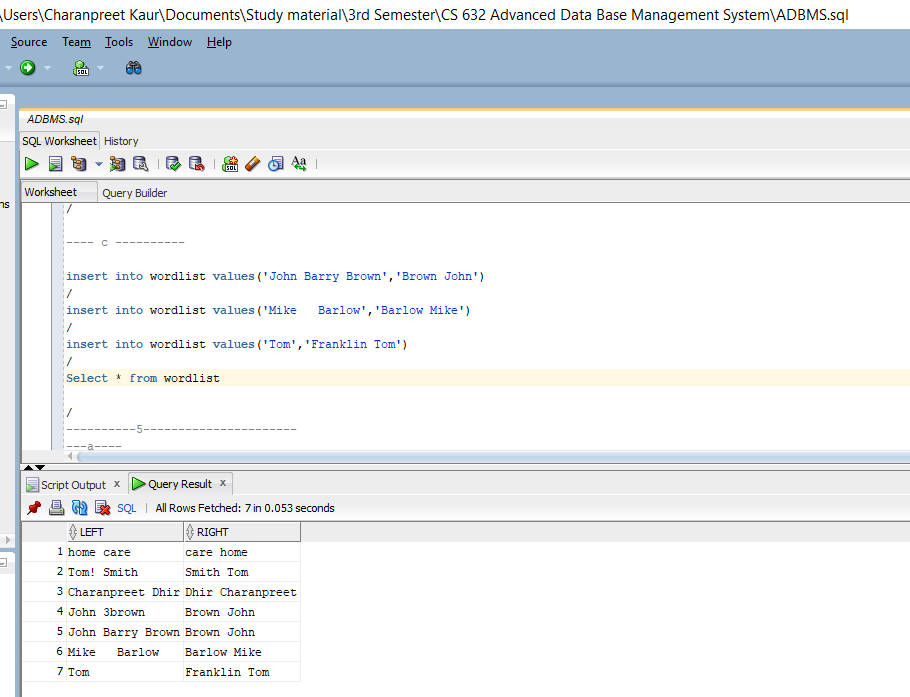 \Users\Charanpreet Kaur\Documents\Study material\3rd Semester\CS 632 Advanced Data Base Management System\ADBMS.sql
Source Team Tools Window Help
SQL
ADBMS.sql
SQL Worksheet History
SQL Aa
Worksheet Query Builder
ns
/
---- c ----------
insert into wordlist values('John Barry Brown','Brown John')
/
insert into wordlist values('Mike   Barlow','Barlow Mike')
/
insert into wordlist values('Tom','Franklin Tom')
/
Select * from wordlist
/
----------5----------------------
---a----
Script Output x Query Result x
SQL | All Rows Fetched: 7 in 0.053 seconds
LEFT RIGHT
1 home care care home
2 Tom! Smith Smith Tom
3 Charanpreet Dhir Dhir Charanpreet
4 John 3brown Brown John
5 John Barry Brown Brown John
6 Mike   Barlow Barlow Mike
7 Tom Franklin Tom